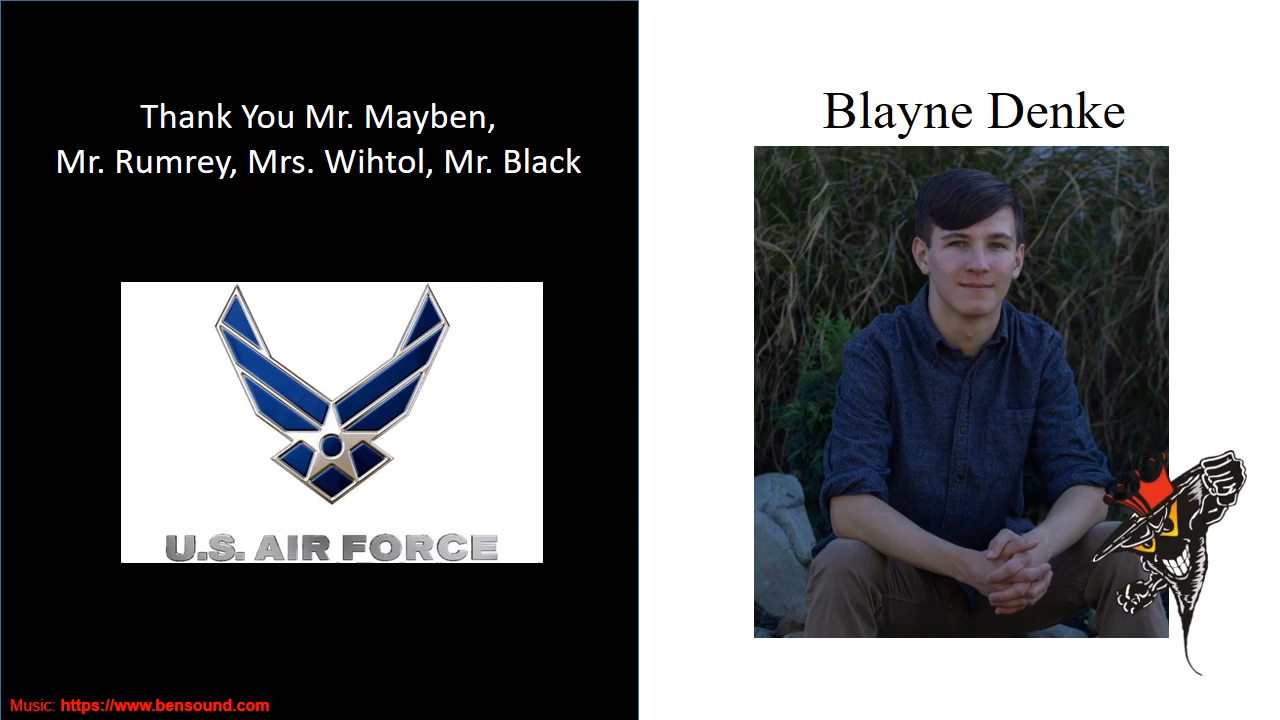 Thank You Mr. Mayben,
Mr. Rumrey, Mrs. Wihtol, Mr. Black
U.S. AIR FORCE
Music: https://www.bensound.com
Blayne Denke